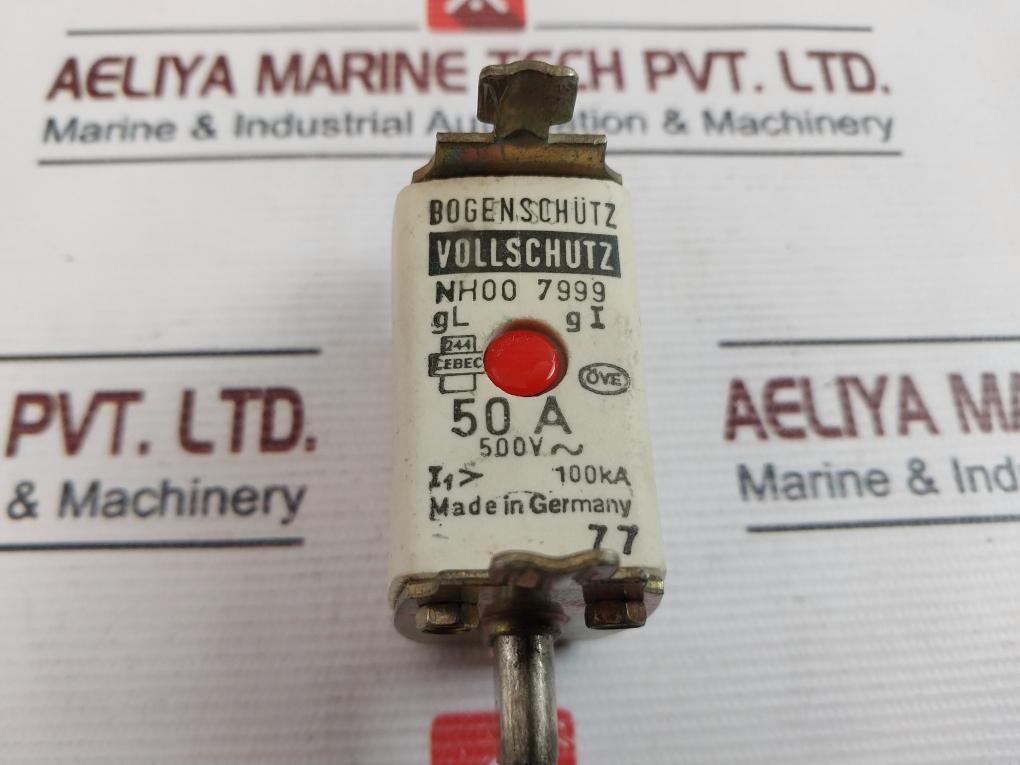 AELIYA MARINE TECH PVT. LTD.
Marine & Industrial Automation & Machinery
BOGENSCHÜTZ
VOLLSCHUTZ
NH00 7999
gL gI
244
CEBEC
ÖVE
50 A
500V~
I₁> 100kA
Made in Germany
77
PVT. LTD.
& Machinery
AELIYA MA
Marine & Indus